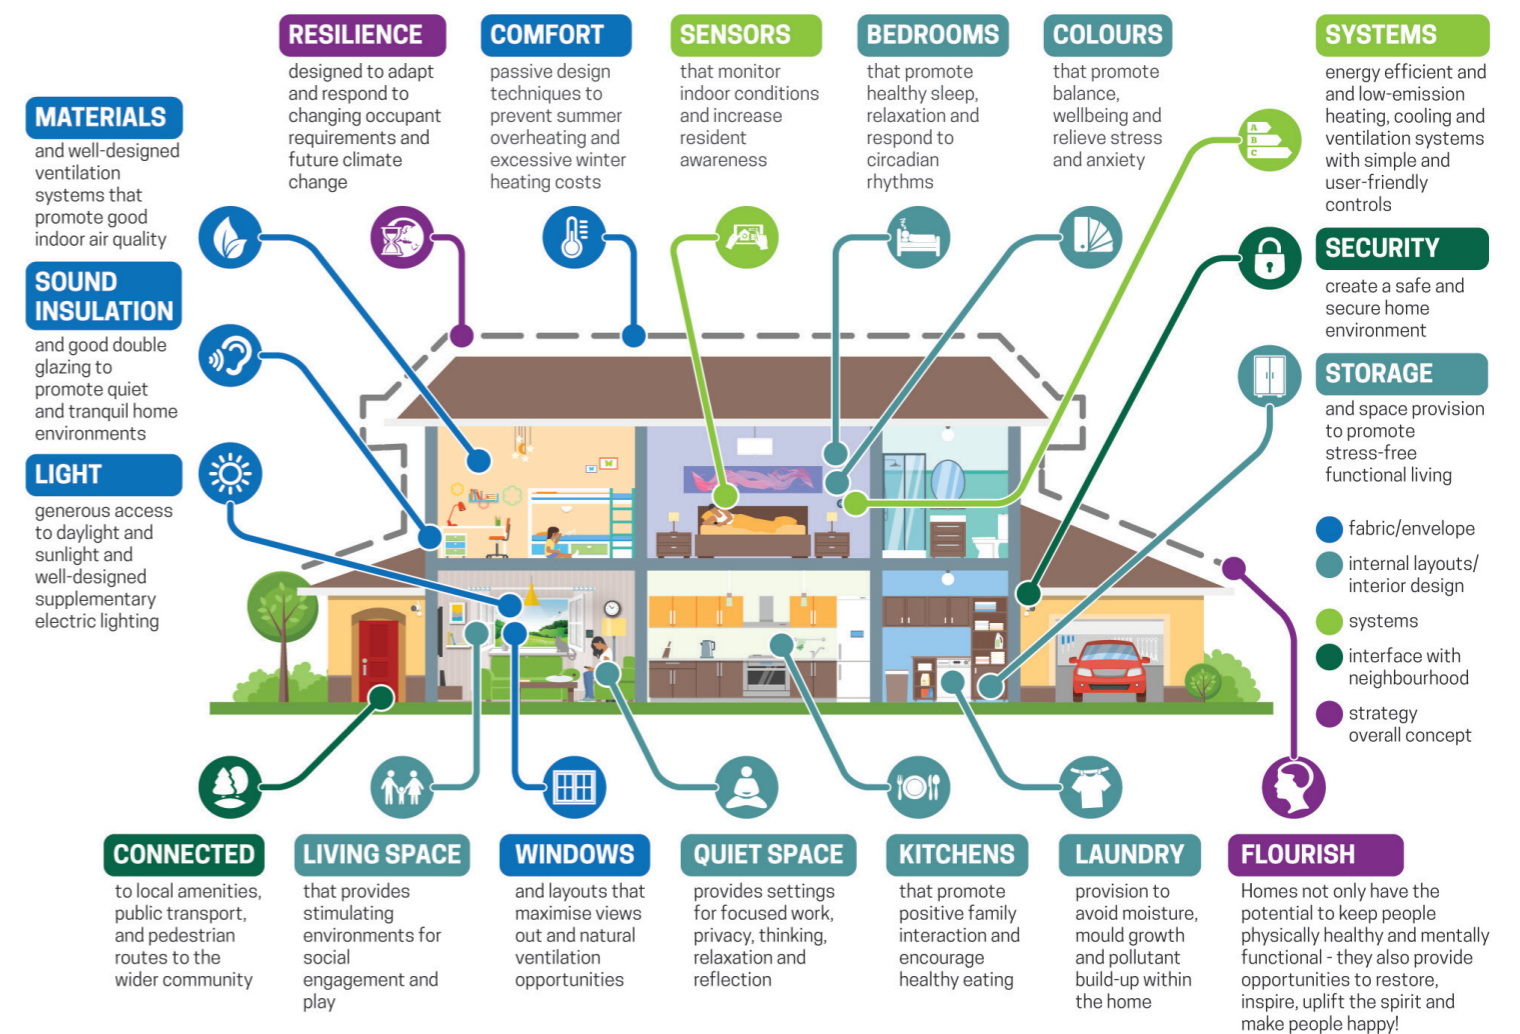 RESILIENCE
designed to adapt
and respond to
changing occupant
requirements and
future climate
change
COMFORT
passive design
techniques to
prevent summer
overheating and
excessive winter
heating costs
SENSORS
that monitor
indoor conditions
and increase
resident
awareness
BEDROOMS
that promote
healthy sleep,
relaxation and
respond to
circadian
rhythms
COLOURS
that promote
balance,
wellbeing and
relieve stress
and anxiety
SYSTEMS
energy efficient and
and low-emission
heating, cooling and
ventilation systems
with simple and
user-friendly
controls
A
B
C
MATERIALS
and well-designed
ventilation
systems that
promote good
indoor air quality
SOUND
INSULATION
and good double
glazing to
promote quiet
and tranquil home
environments
LIGHT
generous access
to daylight and
sunlight and
well-designed
supplementary
electric lighting
SECURITY
create a safe and
secure home
environment
STORAGE
and space provision
to promote
stress-free
functional living
fabric/envelope
internal layouts/
interior design
systems
interface with
neighbourhood
strategy
overall concept
CONNECTED
to local amenities,
public transport,
and pedestrian
routes to the
wider community
LIVING SPACE
that provides
stimulating
environments for
social
engagement and
play
WINDOWS
and layouts that
maximise views
out and natural
ventilation
opportunities
QUIET SPACE
provides settings
for focused work,
privacy, thinking,
relaxation and
reflection
KITCHENS
that promote
positive family
interaction and
encourage
healthy eating
LAUNDRY
provision to
avoid moisture,
mould growth
and pollutant
build-up within
the home
FLOURISH
Homes not only have the
potential to keep people
physically healthy and mentally
functional - they also provide
opportunities to restore,
inspire, uplift the spirit and
make people happy!